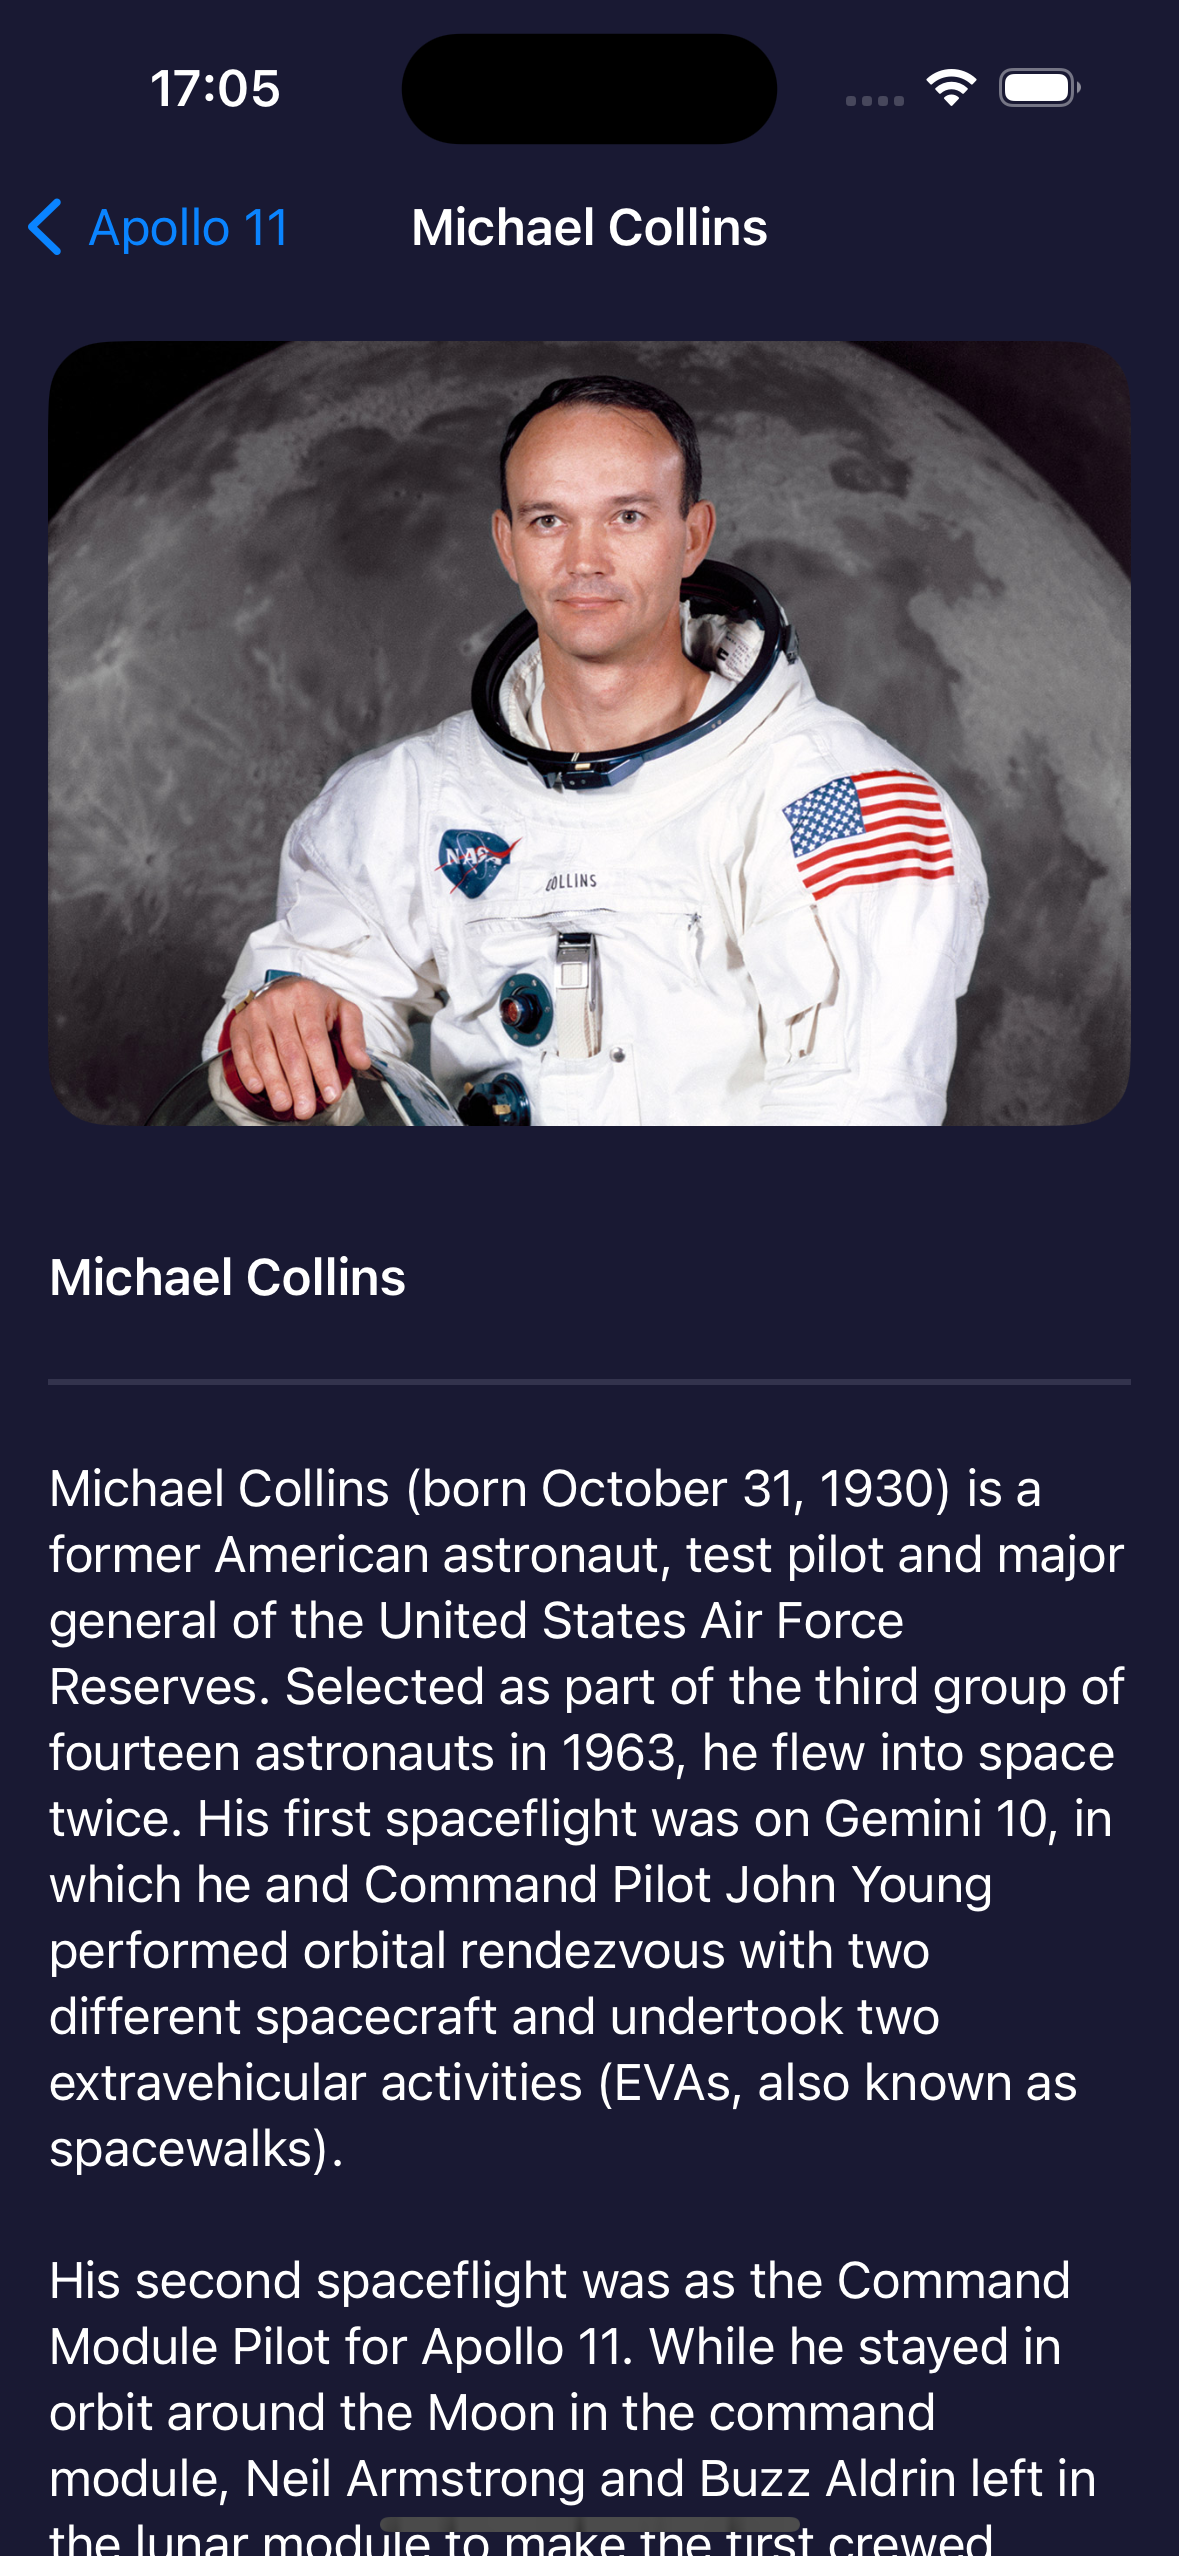 17:05
Apollo 11
Michael Collins
NASA
COLLINS
Michael Collins
Michael Collins (born October 31, 1930) is a
former American astronaut, test pilot and major
general of the United States Air Force
Reserves. Selected as part of the third group of
fourteen astronauts in 1963, he flew into space
twice. His first spaceflight was on Gemini 10, in
which he and Command Pilot John Young
performed orbital rendezvous with two
different spacecraft and undertook two
extravehicular activities (EVAs, also known as
spacewalks).
His second spaceflight was as the Command
Module Pilot for Apollo 11. While he stayed in
orbit around the Moon in the command
module, Neil Armstrong and Buzz Aldrin left in
the lunar module to make the first crewed